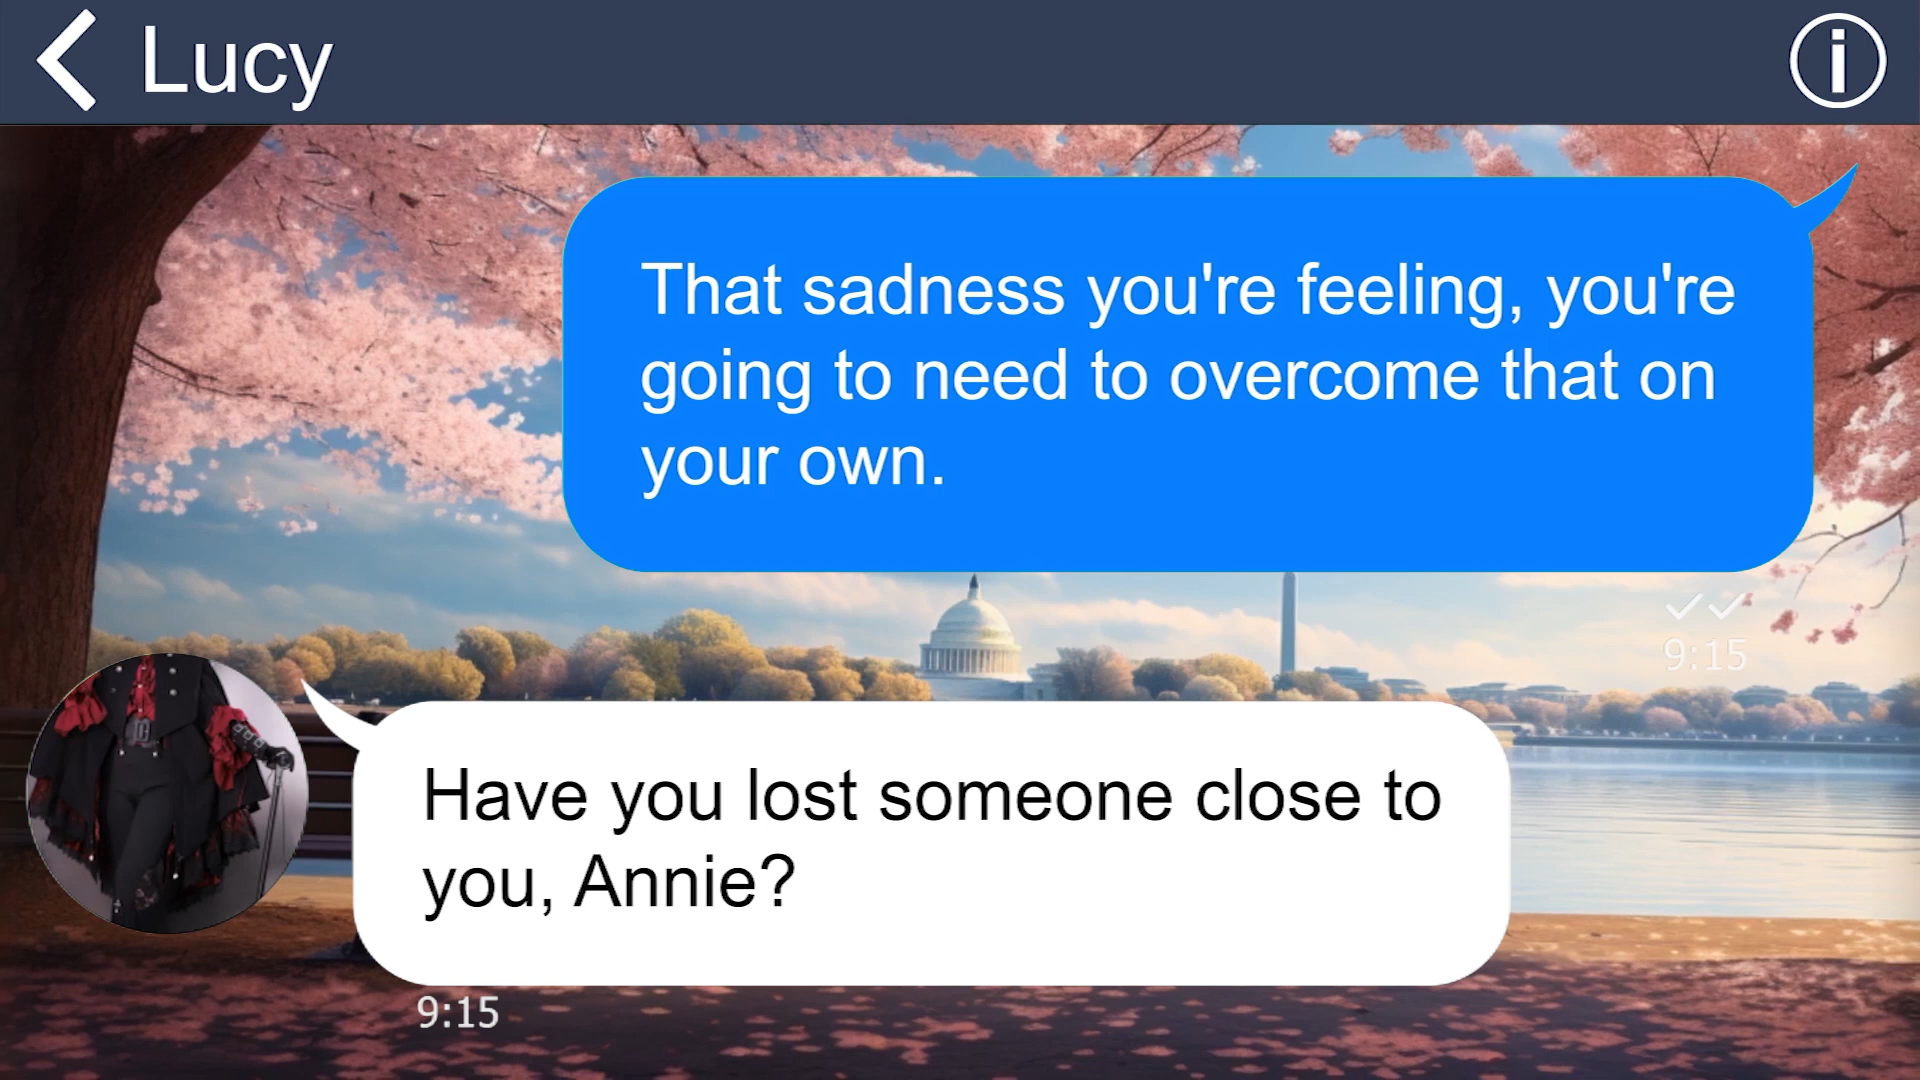 Lucy
That sadness you're feeling, you're
going to need to overcome that on
your own.
9:15
Have you lost someone close to
you, Annie?
9:15